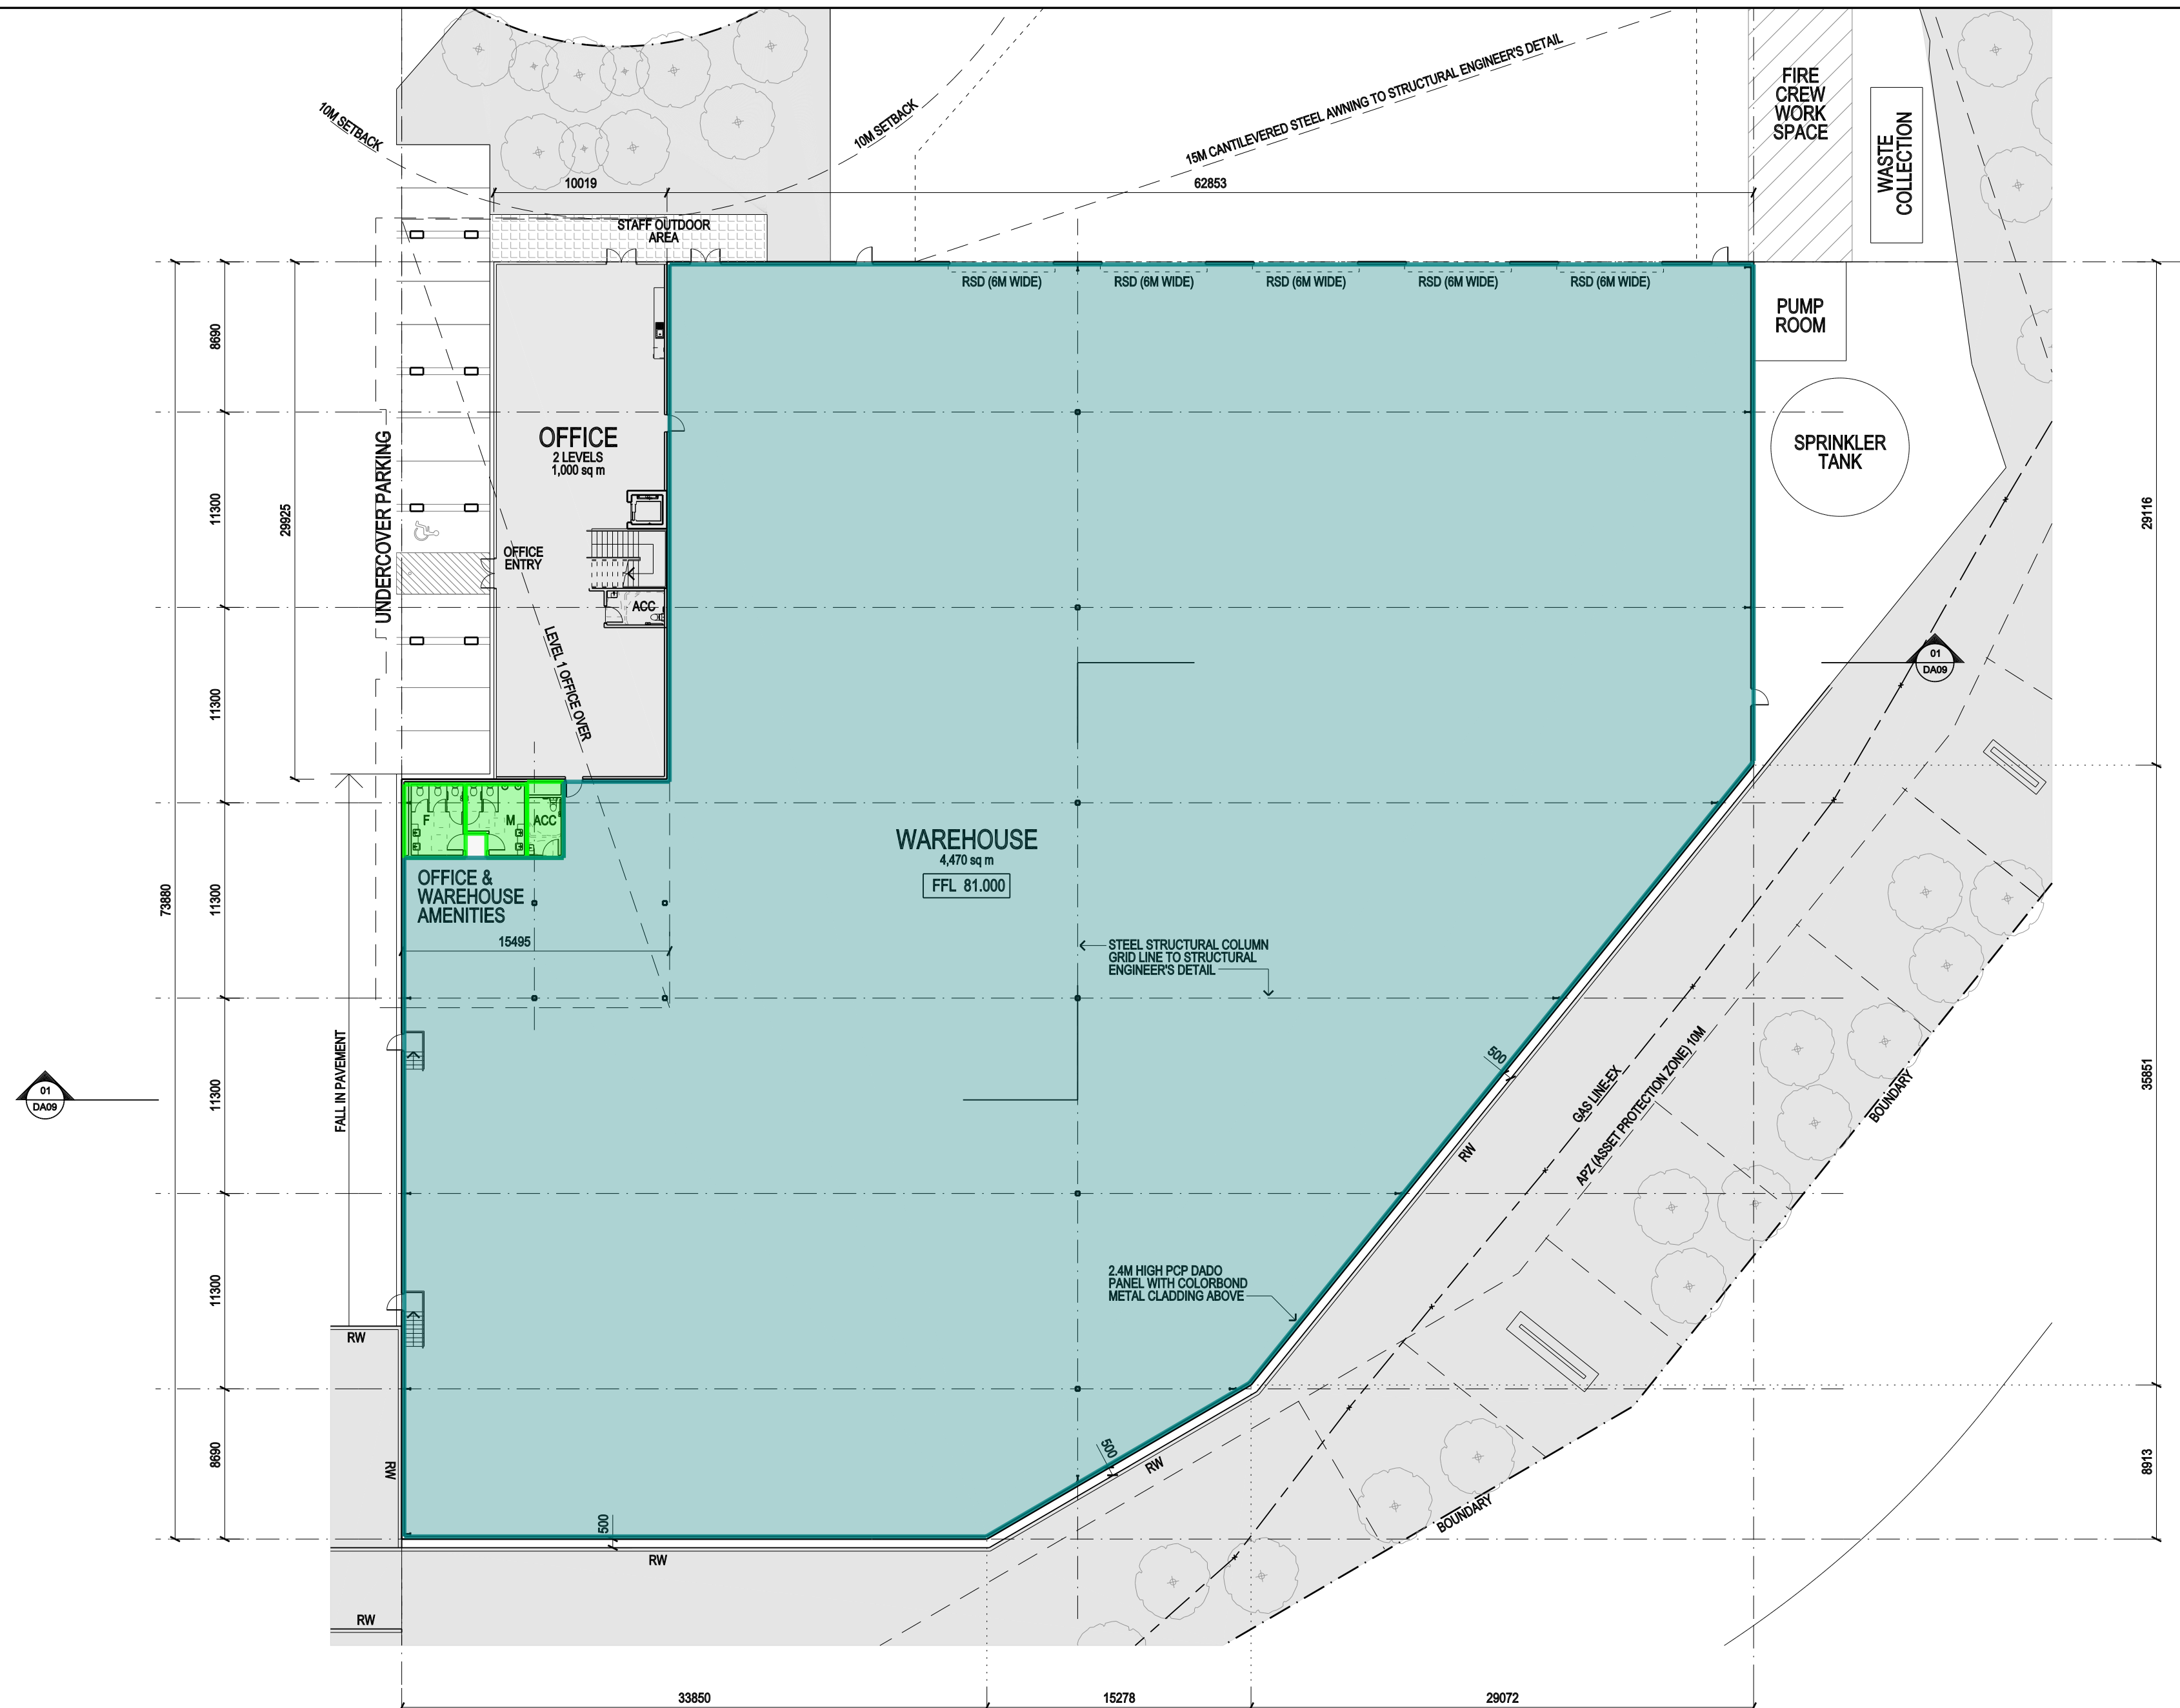 10M SETBACK
10M SETBACK
15M CANTILEVERED STEEL AWNING TO STRUCTURAL ENGINEER'S DETAIL
FIRE
CREW
WORK
SPACE
WASTE
COLLECTION
10019
62853
STAFF OUTDOOR
AREA
RSD (6M WIDE)
RSD (6M WIDE)
RSD (6M WIDE)
RSD (6M WIDE)
RSD (6M WIDE)
PUMP
ROOM
8690
UNDERCOVER PARKING
OFFICE
2 LEVELS
1,000 sq m
SPRINKLER
TANK
11300
29925
29116
OFFICE
ENTRY
ACC
LEVEL 1 OFFICE OVER
11300
01
DA09
F
M
ACC
WAREHOUSE
4,470 sq m
FFL 81.000
OFFICE &
WAREHOUSE
AMENITIES
73880
11300
15495
STEEL STRUCTURAL COLUMN
GRID LINE TO STRUCTURAL
ENGINEER'S DETAIL
FALL IN PAVEMENT
11300
500
GAS LINE-EX
APZ (ASSET PROTECTION ZONE) 10M
BOUNDARY
35851
01
DA09
RW
2.4M HIGH PCP DADO
PANEL WITH COLORBOND
METAL CLADDING ABOVE
11300
RW
8690
RW
500
RW
BOUNDARY
8913
500
RW
RW
33850
15278
29072